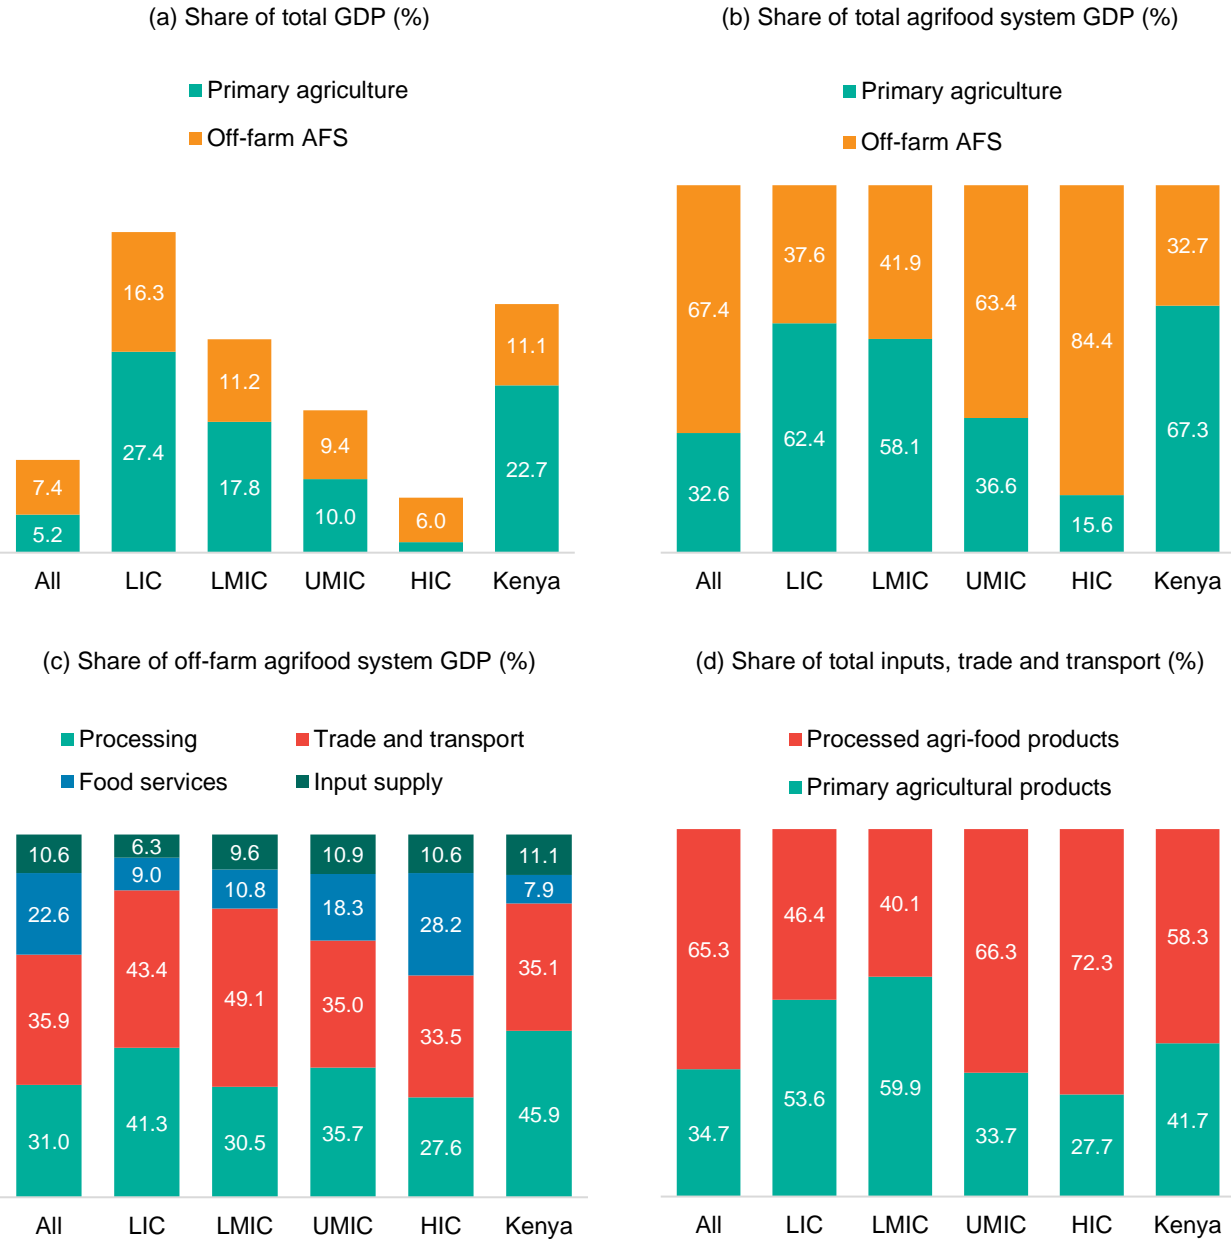 (a) Share of total GDP (%)
Primary agriculture
Off-farm AFS
16.3
27.4
11.2
17.8
9.4
10.0
7.4
5.2
6.0
11.1
22.7
All LIC LMIC UMIC HIC Kenya
(b) Share of total agrifood system GDP (%)
Primary agriculture
Off-farm AFS
67.4 37.6 41.9 63.4 84.4 32.7
32.6 62.4 58.1 36.6 15.6 67.3
All LIC LMIC UMIC HIC Kenya
(c) Share of off-farm agrifood system GDP (%)
Processing Trade and transport
Food services Input supply
10.6 6.3 9.6 10.9 10.6 11.1
22.6 9.0 10.8 18.3 28.2 7.9
35.9 43.4 49.1 35.0 33.5 35.1
31.0 41.3 30.5 35.7 27.6 45.9
All LIC LMIC UMIC HIC Kenya
(d) Share of total inputs, trade and transport (%)
Processed agri-food products
Primary agricultural products
65.3 46.4 40.1 66.3 72.3 58.3
34.7 53.6 59.9 33.7 27.7 41.7
All LIC LMIC UMIC HIC Kenya